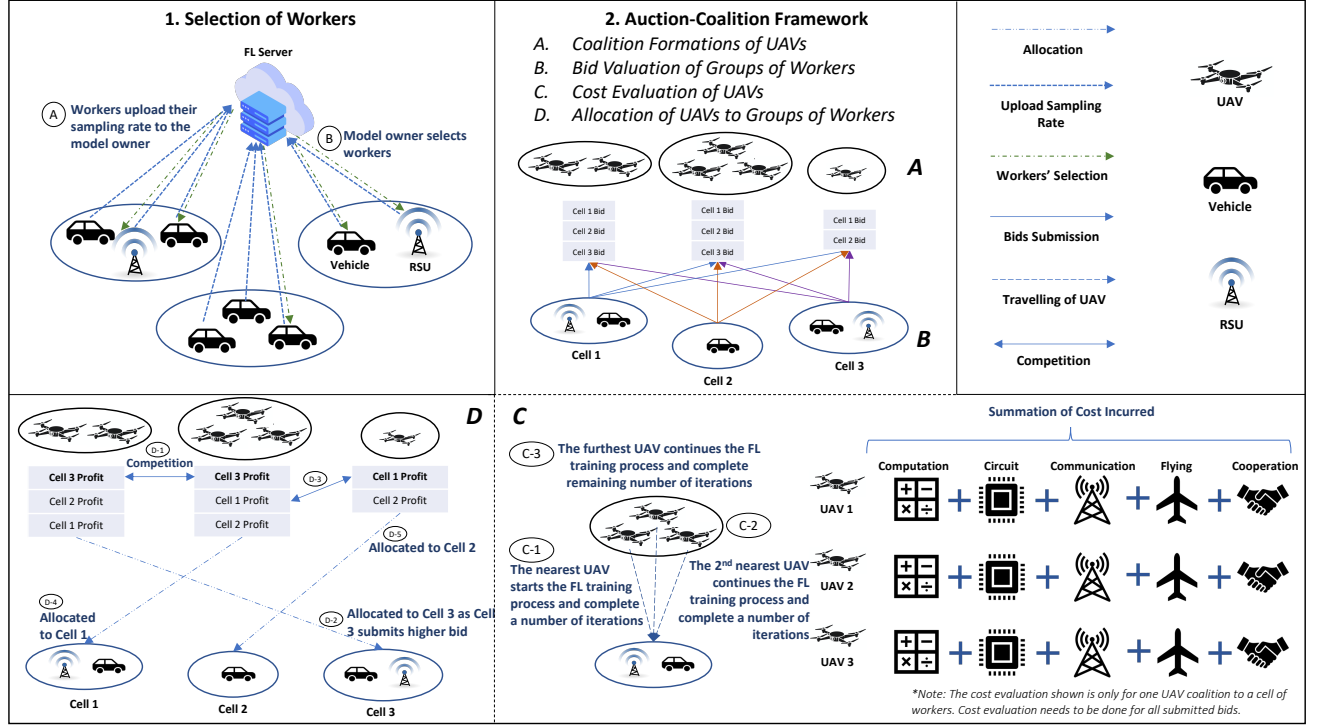 1. Selection of Workers
FL Server
A
Workers upload their
sampling rate to the
model owner
B
Model owner selects
workers
Vehicle
RSU
2. Auction-Coalition Framework
A. Coalition Formations of UAVs
B. Bid Valuation of Groups of Workers
C. Cost Evaluation of UAVs
D. Allocation of UAVs to Groups of Workers
A
Cell 1 Bid
Cell 2 Bid
Cell 3 Bid
Cell 1 Bid
Cell 2 Bid
Cell 3 Bid
Cell 1 Bid
Cell 2 Bid
Cell 1
Cell 2
Cell 3
B
Allocation
Upload Sampling
Rate
Workers' Selection
Bids Submission
Travelling of UAV
Competition
UAV
Vehicle
RSU
D
D-1
Competition
Cell 3 Profit
Cell 2 Profit
Cell 1 Profit
Cell 3 Profit
Cell 1 Profit
Cell 2 Profit
D-3
Cell 1 Profit
Cell 2 Profit
D-5
Allocated to Cell 2
D-4
Allocated
to Cell 1
D-2
Allocated to Cell 3 as Cell
3 submits higher bid
Cell 1
Cell 2
Cell 3
C
C-3
The furthest UAV continues the FL
training process and complete
remaining number of iterations
C-2
C-1
The nearest UAV
starts the FL training
process and complete
a number of iterations
The 2nd nearest UAV
continues the FL
training process and
complete a number of
iterations
Summation of Cost Incurred
Computation Circuit Communication Flying Cooperation
UAV 1
UAV 2
UAV 3
*Note: The cost evaluation shown is only for one UAV coalition to a cell of
workers. Cost evaluation needs to be done for all submitted bids.